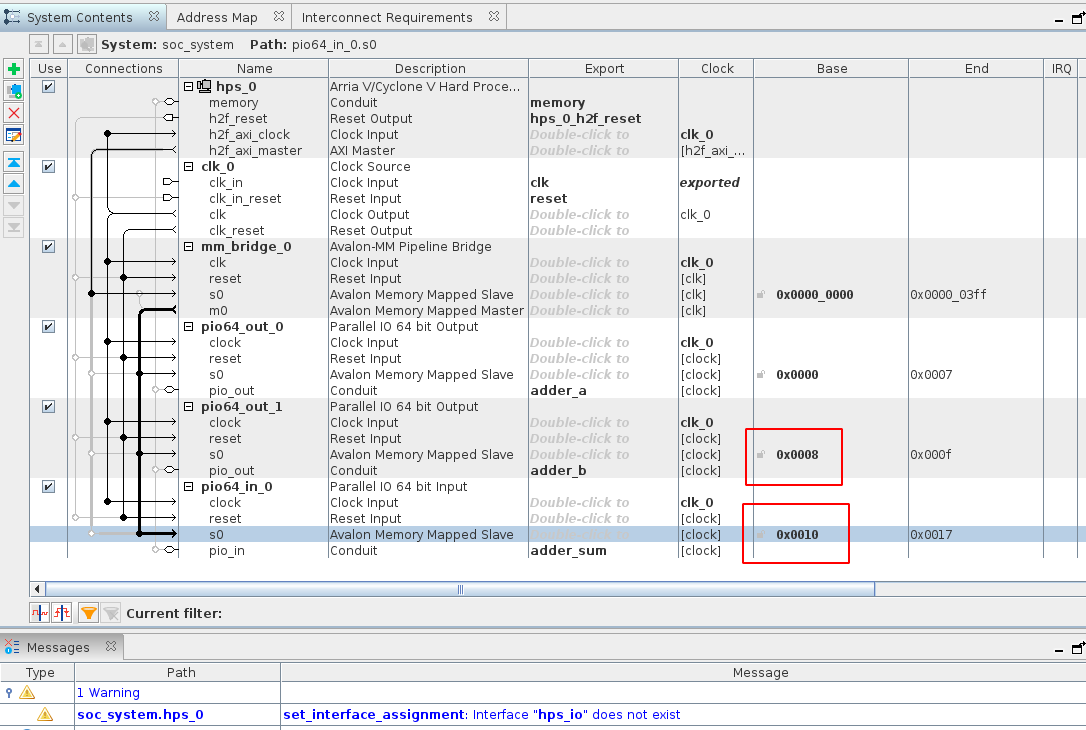 System Contents Address Map Interconnect Requirements
System: soc_system Path: pio64_in_0.s0
Use Connections Name Description Export Clock Base End IRQ
hps_0 Arria V/Cyclone V Hard Proce...
memory Conduit memory
h2f_reset Reset Output hps_0_h2f_reset
h2f_axi_clock Clock Input Double-click to clk_0
h2f_axi_master AXI Master Double-click to [h2f_axi_...
clk_0 Clock Source
clk_in Clock Input clk exported
clk_in_reset Reset Input reset
clk Clock Output Double-click to clk_0
clk_reset Reset Output Double-click to
mm_bridge_0 Avalon-MM Pipeline Bridge
clk Clock Input Double-click to clk_0
reset Reset Input Double-click to [clk]
s0 Avalon Memory Mapped Slave Double-click to [clk] 0x0000_0000 0x0000_03ff
m0 Avalon Memory Mapped Master Double-click to [clk]
pio64_out_0 Parallel IO 64 bit Output
clock Clock Input Double-click to clk_0
reset Reset Input Double-click to [clock]
s0 Avalon Memory Mapped Slave Double-click to [clock] 0x0000 0x0007
pio_out Conduit adder_a [clock]
pio64_out_1 Parallel IO 64 bit Output
clock Clock Input Double-click to clk_0
reset Reset Input Double-click to [clock]
s0 Avalon Memory Mapped Slave Double-click to [clock] 0x0008 0x000f
pio_out Conduit adder_b [clock]
pio64_in_0 Parallel IO 64 bit Input
clock Clock Input Double-click to clk_0
reset Reset Input Double-click to [clock]
s0 Avalon Memory Mapped Slave Double-click to [clock] 0x0010 0x0017
pio_in Conduit adder_sum [clock]
Current filter:
Messages
Type Path Message
1 Warning
soc_system.hps_0 set_interface_assignment: Interface "hps_io" does not exist